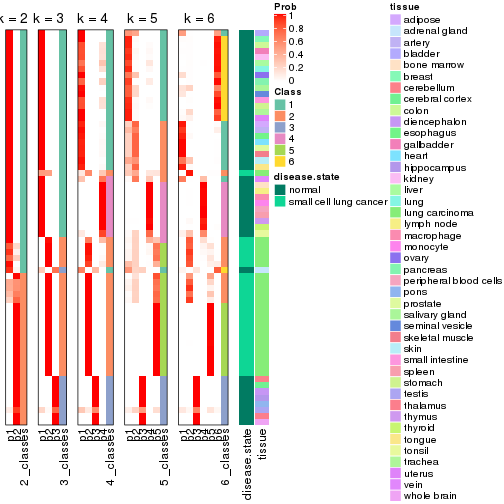 k = 2
k = 3
k = 4
k = 5
k = 6
p1
p2
2_classes
p1
p2
p3
3_classes
p1
p2
p3
p4
4_classes
p1
p2
p3
p4
p5
5_classes
p1
p2
p3
p4
p5
p6
6_classes
disease.state
tissue
Prob
1
0.8
0.6
0.4
0.2
0
Class
1
2
3
4
5
6
disease.state
normal
small cell lung cancer
tissue
adipose
adrenal gland
artery
bladder
bone marrow
breast
cerebellum
cerebral cortex
colon
diencephalon
esophagus
gallbladder
heart
hippocampus
kidney
liver
lung
lung carcinoma
lymph node
macrophage
monocyte
ovary
pancreas
peripheral blood cells
pons
prostate
salivary gland
seminal vesicle
skeletal muscle
skin
small intestine
spleen
stomach
testis
thalamus
thymus
thyroid
tongue
tonsil
trachea
uterus
vein
whole brain